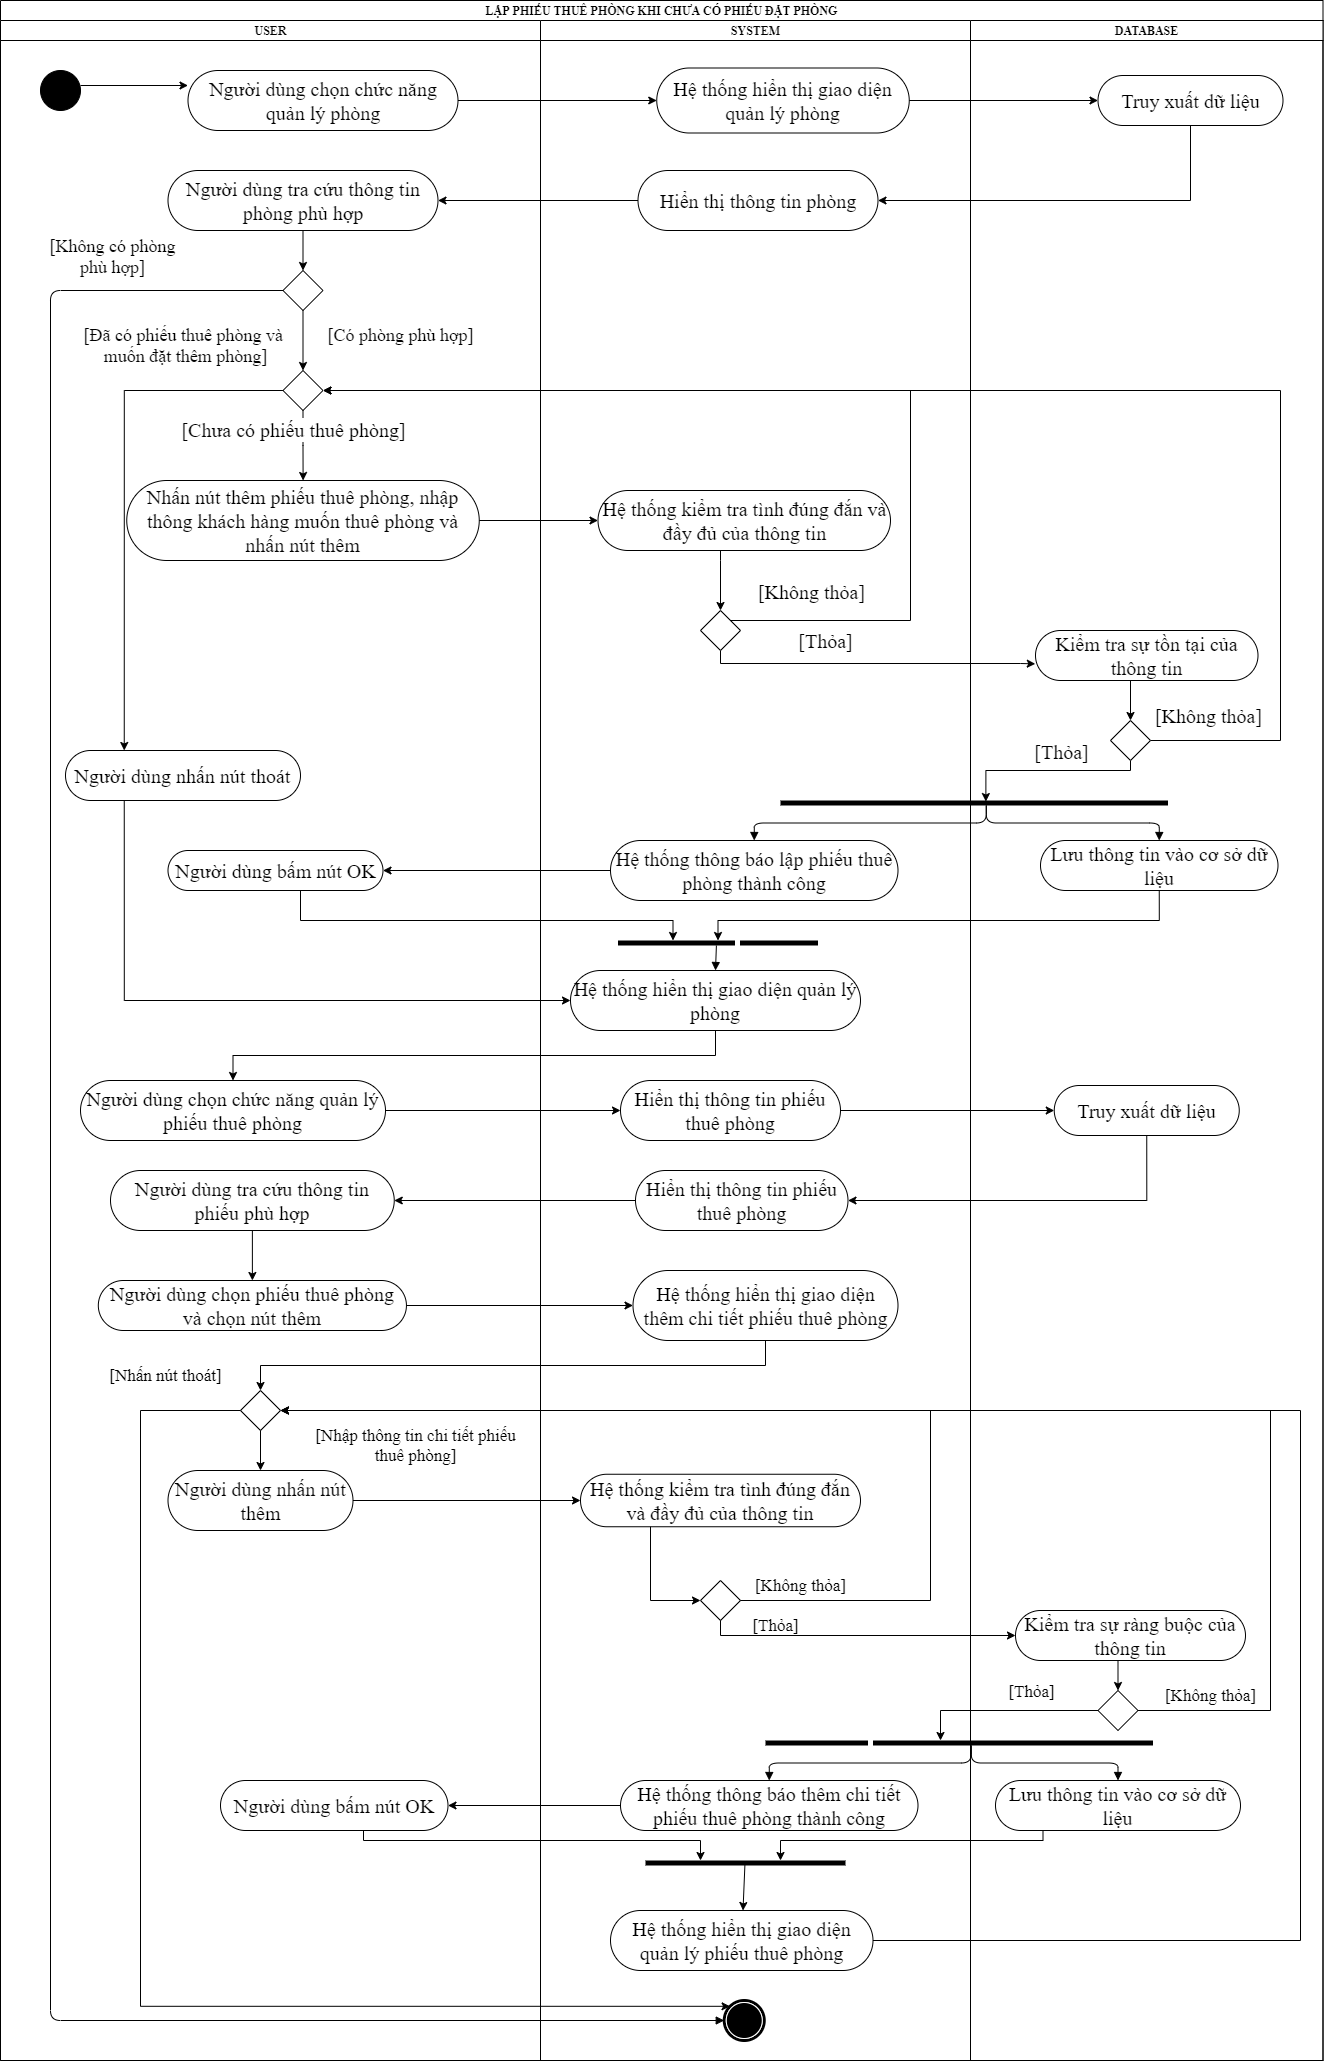 LẬP PHIẾU THUÊ PHÒNG KHI CHƯA CÓ PHIẾU ĐẶT PHÒNG
USER
SYSTEM
DATABASE
Người dùng chọn chức năng
quản lý phòng
Hệ thống hiển thị giao diện
quản lý phòng
Truy xuất dữ liệu
Người dùng tra cứu thông tin
phòng phù hợp
Hiển thị thông tin phòng
[Không có phòng
phù hợp]
[Đã có phiếu thuê phòng và
muốn đặt thêm phòng]
[Có phòng phù hợp]
[Chưa có phiếu thuê phòng]
Nhấn nút thêm phiếu thuê phòng, nhập
thông khách hàng muốn thuê phòng và
nhấn nút thêm
Hệ thống kiểm tra tình đúng đắn và
đầy đủ của thông tin
[Không thỏa]
[Thỏa]
Kiểm tra sự tồn tại của
thông tin
[Không thỏa]
[Thỏa]
Người dùng nhấn nút thoát
Người dùng bấm nút OK
Hệ thống thông báo lập phiếu thuê
phòng thành công
Lưu thông tin vào cơ sở dữ
liệu
Hệ thống hiển thị giao diện quản lý
phòng
Người dùng chọn chức năng quản lý
phiếu thuê phòng
Hiển thị thông tin phiếu
thuê phòng
Truy xuất dữ liệu
Người dùng tra cứu thông tin
phiếu phù hợp
Hiển thị thông tin phiếu
thuê phòng
Người dùng chọn phiếu thuê phòng
và chọn nút thêm
Hệ thống hiển thị giao diện
thêm chi tiết phiếu thuê phòng
[Nhấn nút thoát]
[Nhập thông tin chi tiết phiếu
thuê phòng]
Người dùng nhấn nút
thêm
Hệ thống kiểm tra tình đúng đắn
và đầy đủ của thông tin
[Không thỏa]
[Thỏa]
Kiểm tra sự ràng buộc của
thông tin
[Thỏa]
[Không thỏa]
Người dùng bấm nút OK
Hệ thống thông báo thêm chi tiết
phiếu thuê phòng thành công
Lưu thông tin vào cơ sở dữ
liệu
Hệ thống hiển thị giao diện
quản lý phiếu thuê phòng